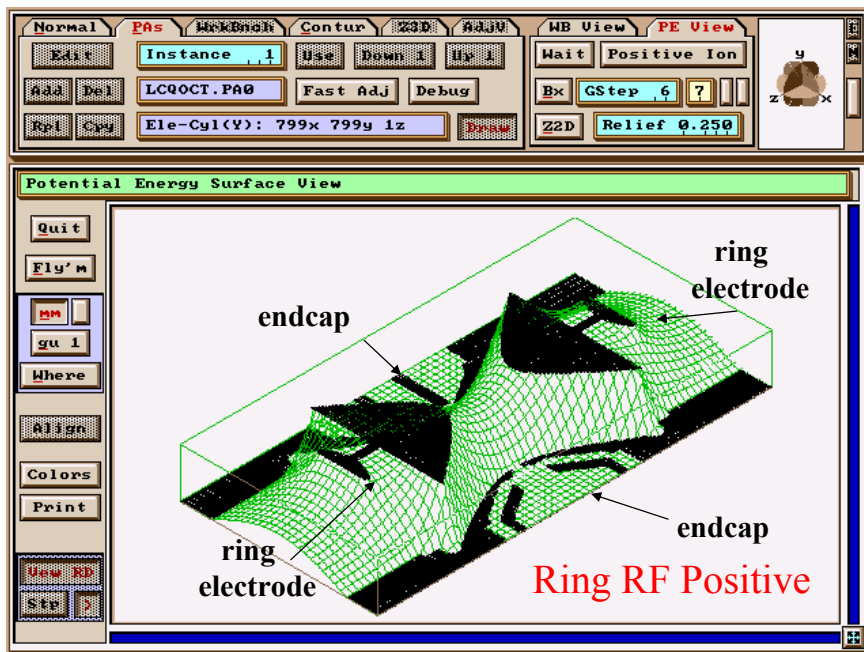 Normal PAs WrkBnch Contur Z3D AdjV WB View PE View
Edit Instance 1 Use Down 1 Up 1 Wait Positive Ion
Add Del LCQOCT.PA0 Fast Adj Debug Bx GStep 6 ?
Rpl Cpy Ele-Cyl(Y): 799x 799y 1z Draw Z2D Relief 0.250
y
z x
Potential Energy Surface View
Quit
Fly'm
mm
gu 1
Where
Align
Colors
Print
Vew RD
Stp >
ring
electrode
endcap
endcap
ring
electrode
Ring RF Positive